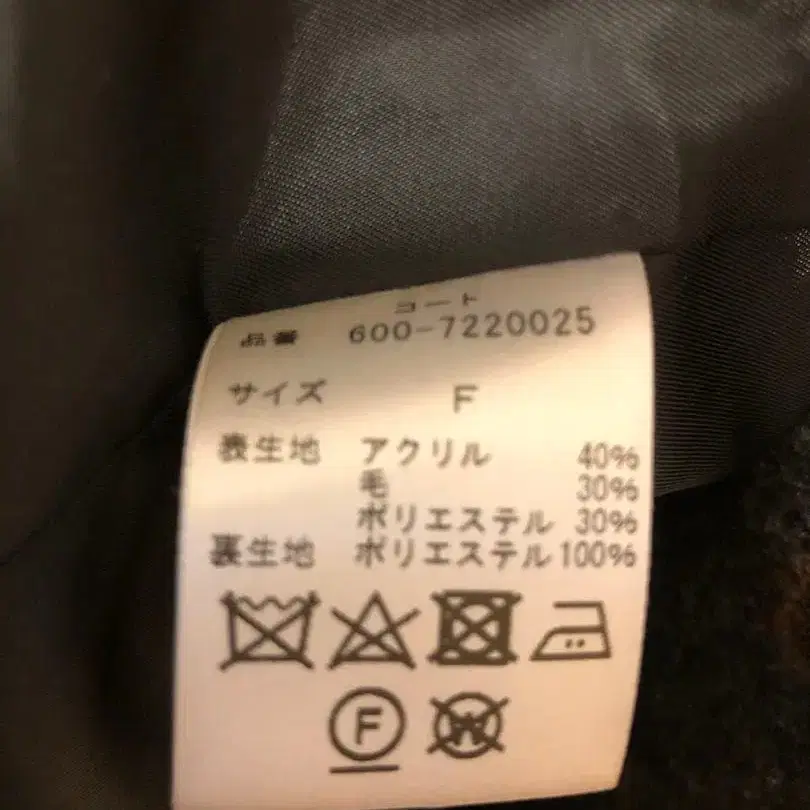 コート
品番 600-7220025
サイズ F
表生地 アクリル 40%
毛 30%
ポリエステル 30%
裏生地 ポリエステル 100%
F
W